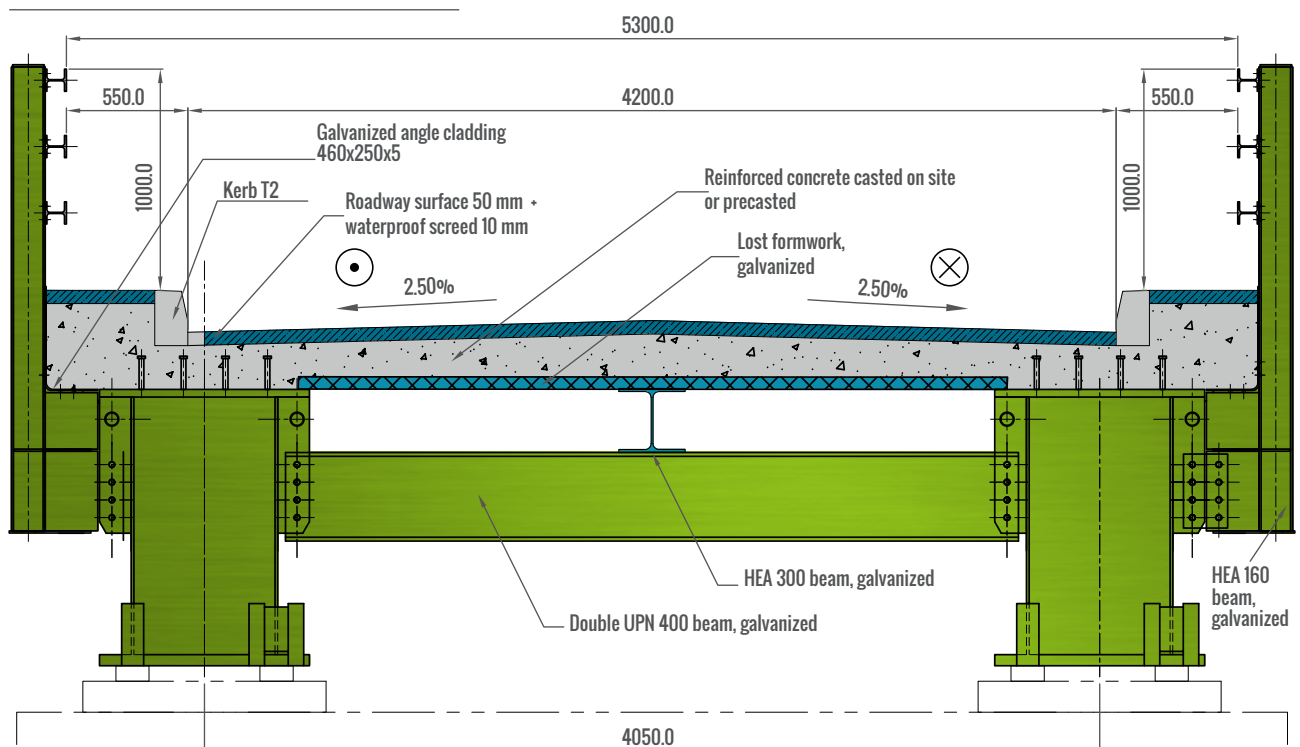 5300.0
550.0
4200.0
550.0
Galvanized angle cladding
460x250x5
1000.0
1000.0
Kerb T2
Roadway surface 50 mm +
waterproof screed 10 mm
Reinforced concrete casted on site
or precasted
Lost formwork,
galvanized
2.50%
2.50%
HEA 300 beam, galvanized
HEA 160
beam,
galvanized
Double UPN 400 beam, galvanized
4050.0